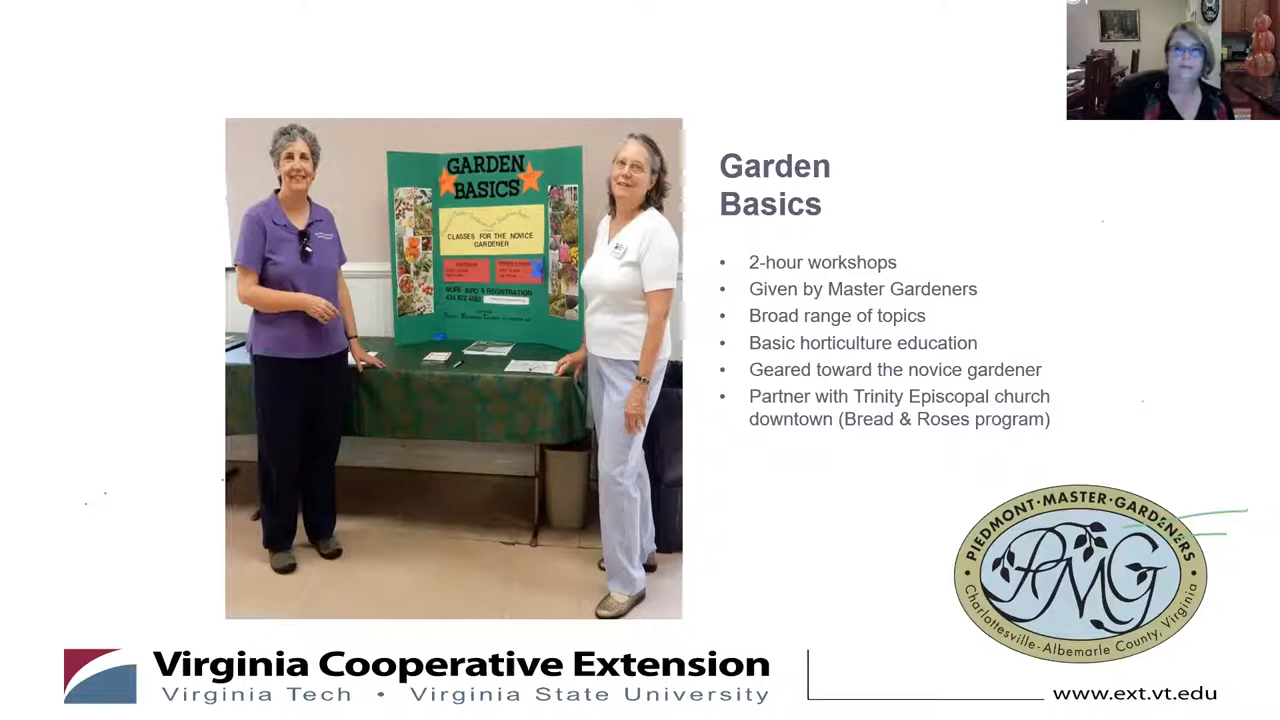 GARDEN
BASICS
CLASSES FOR THE NOVICE
GARDENER
MORE INFO & REGISTRATION
434 872 4583
Garden
Basics
• 2-hour workshops
• Given by Master Gardeners
• Broad range of topics
• Basic horticulture education
• Geared toward the novice gardener
• Partner with Trinity Episcopal church
downtown (Bread & Roses program)
PIEDMONT·MASTER·GARDENERS
PMG
Charlottesville-Albemarle County, Virginia
Virginia Cooperative Extension
Virginia Tech • Virginia State University
www.ext.vt.edu